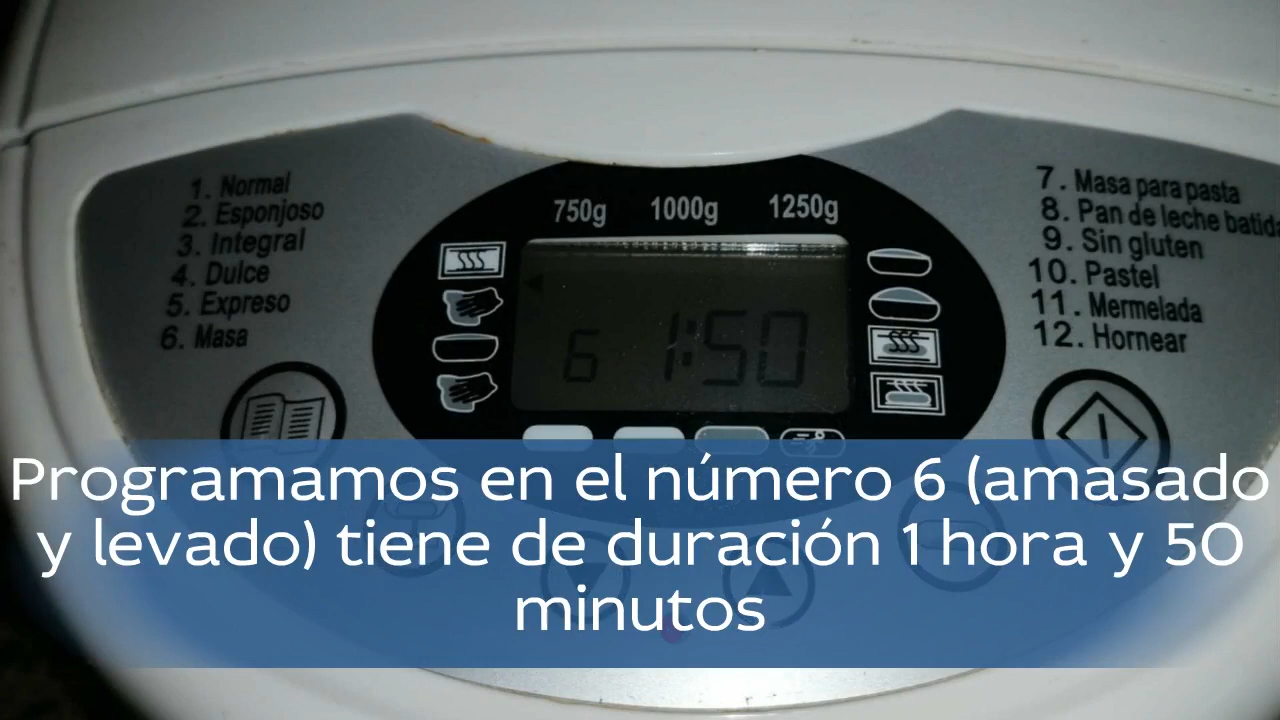 750g 1000g 1250g
1. Normal
2. Esponjoso
3. Integral
4. Dulce
5. Expreso
6. Masa
6 1:50
7. Masa para pasta
8. Pan de leche batida
9. Sin gluten
10. Pastel
11. Mermelada
12. Hornear
Programamos en el número 6 (amasado
y levado) tiene de duración 1 hora y 50
minutos